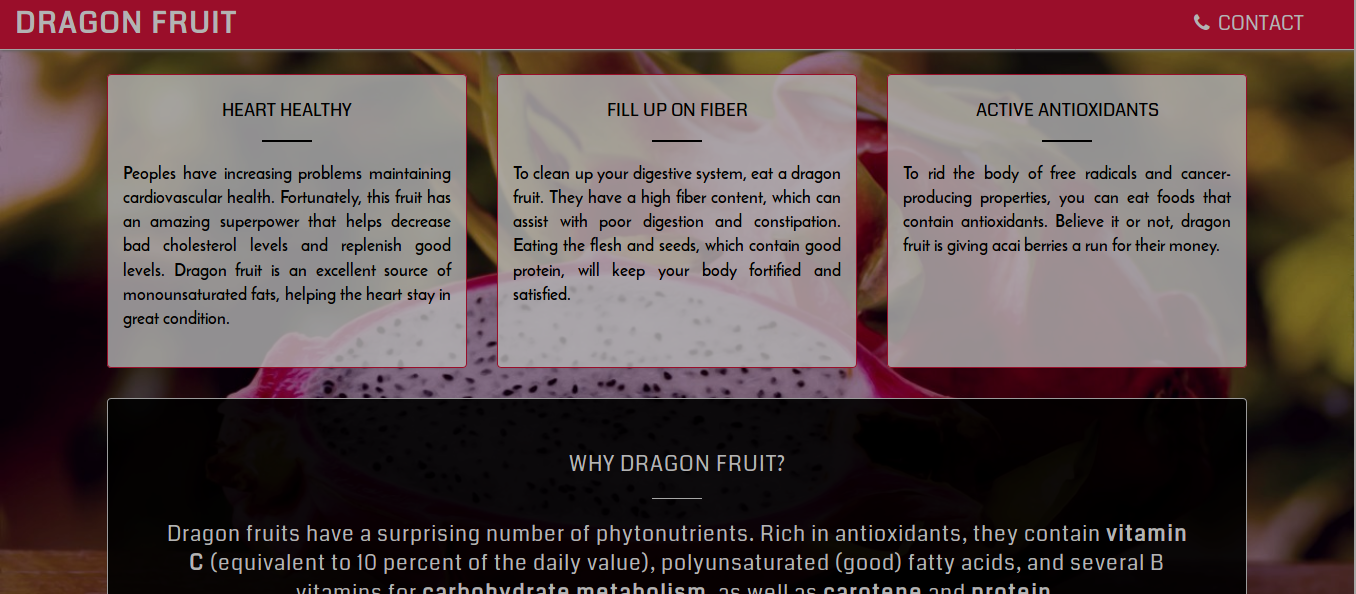 DRAGON FRUIT
CONTACT
HEART HEALTHY
Peoples have increasing problems maintaining
cardiovascular health. Fortunately, this fruit has
an amazing superpower that helps decrease
bad cholesterol levels and replenish good
levels. Dragon fruit is an excellent source of
monounsaturated fats, helping the heart stay in
great condition.
FILL UP ON FIBER
To clean up your digestive system, eat a dragon
fruit. They have a high fiber content, which can
assist with poor digestion and constipation.
Eating the flesh and seeds, which contain good
protein, will keep your body fortified and
satisfied.
ACTIVE ANTIOXIDANTS
To rid the body of free radicals and cancer-
producing properties, you can eat foods that
contain antioxidants. Believe it or not, dragon
fruit is giving acai berries a run for their money.
WHY DRAGON FRUIT?
Dragon fruits have a surprising number of phytonutrients. Rich in antioxidants, they contain vitamin
C (equivalent to 10 percent of the daily value), polyunsaturated (good) fatty acids, and several B
vitamins for carbohydrate metabolism, as well as carotene and protein.